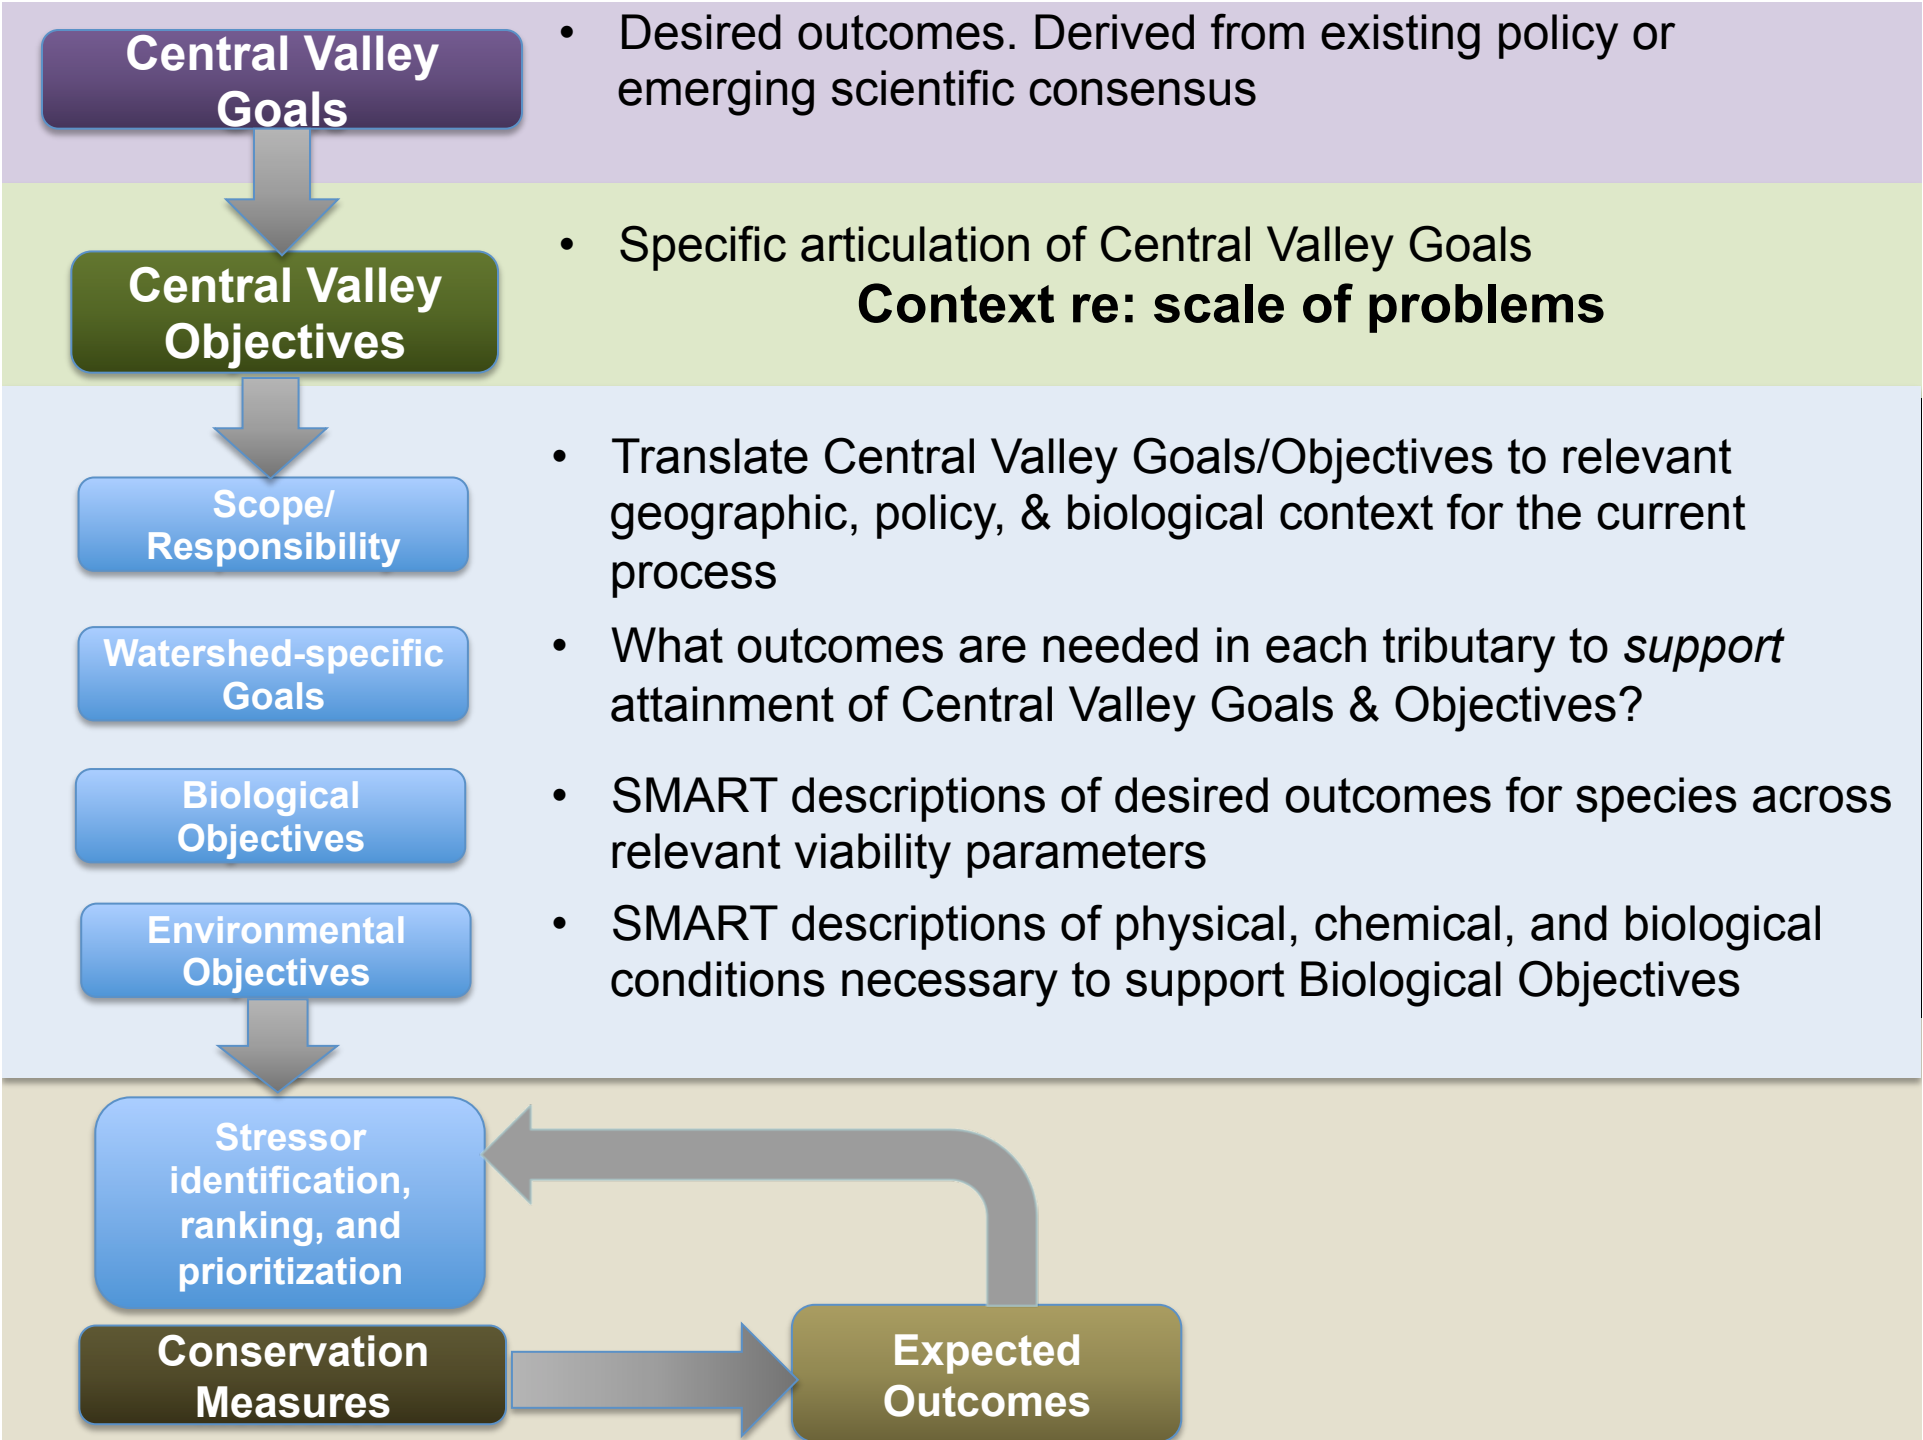 Central Valley
Goals
• Desired outcomes. Derived from existing policy or
emerging scientific consensus
Central Valley
Objectives
• Specific articulation of Central Valley Goals
Context re: scale of problems
Scope/
Responsibility
• Translate Central Valley Goals/Objectives to relevant
geographic, policy, & biological context for the current
process
Watershed-specific
Goals
• What outcomes are needed in each tributary to support
attainment of Central Valley Goals & Objectives?
Biological
Objectives
• SMART descriptions of desired outcomes for species across
relevant viability parameters
Environmental
Objectives
• SMART descriptions of physical, chemical, and biological
conditions necessary to support Biological Objectives
Stressor
identification,
ranking, and
prioritization
Conservation
Measures
Expected
Outcomes